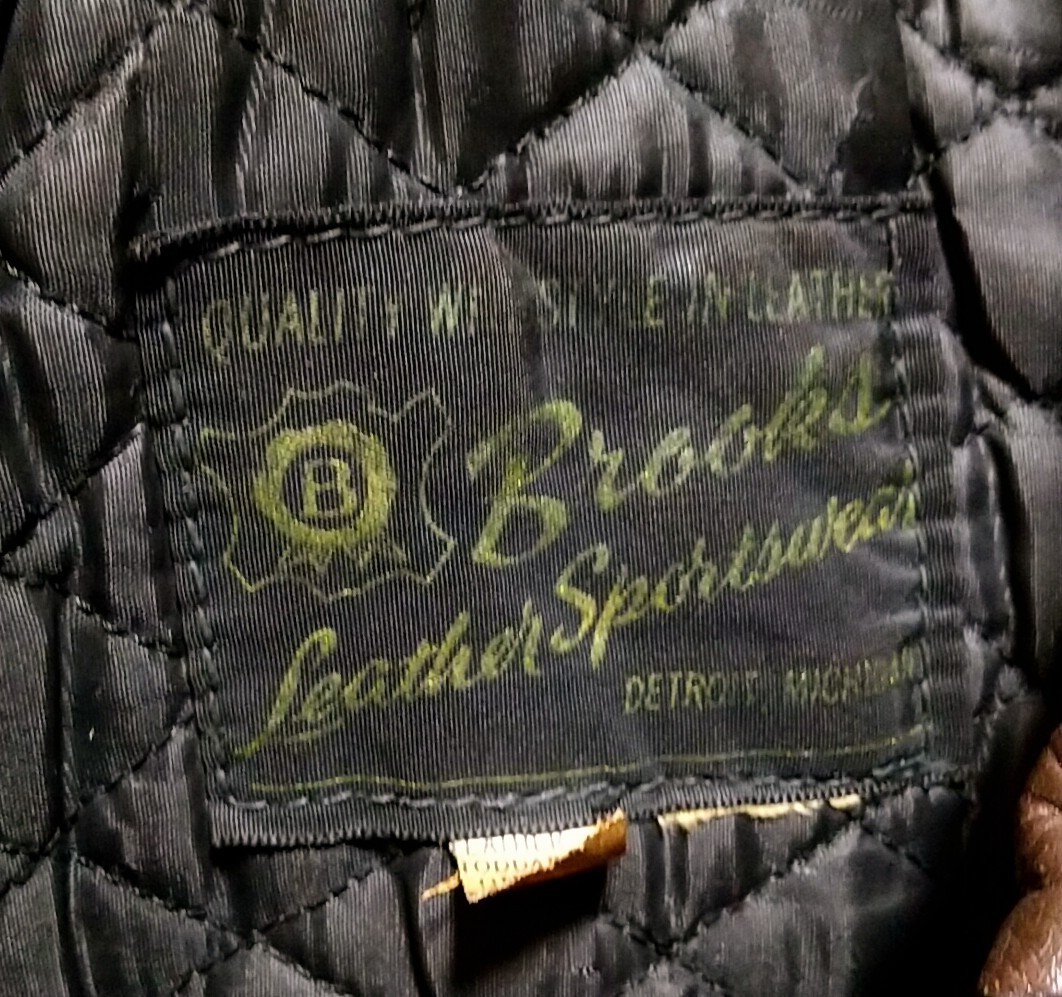 QUALITY STYLE IN LEATHER
B
Brooks
Leather Sportswear
DETROIT, MICHIGAN